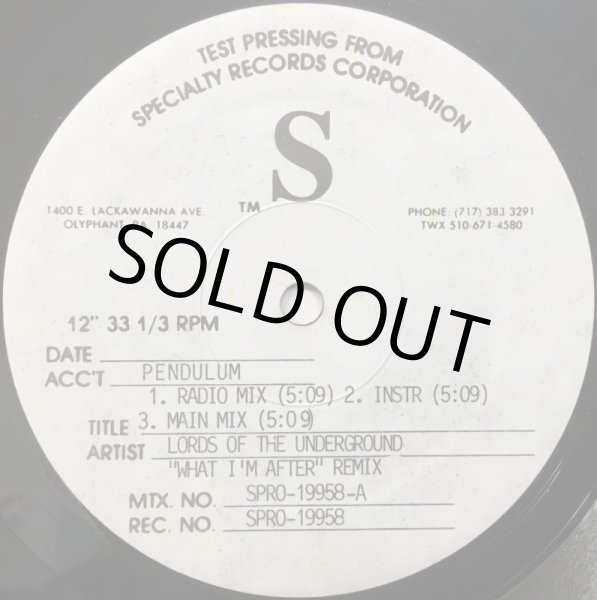 TEST PRESSING FROM
SPECIALTY RECORDS CORPORATION
S
TM
1400 E. LACKAWANNA AVE.
OLYPHANT, PA. 18447
PHONE: (717) 383 3291
TWX 510-671-4580
SOLD OUT
12" 33 1/3 RPM
DATE
ACC'T PENDULUM
1. RADIO MIX (5:09) 2. INSTR (5:09)
TITLE 3. MAIN MIX (5:09)
ARTIST LORDS OF THE UNDERGROUND
"WHAT I'M AFTER" REMIX
MTX. NO. SPRO-19958-A
REC. NO. SPRO-19958